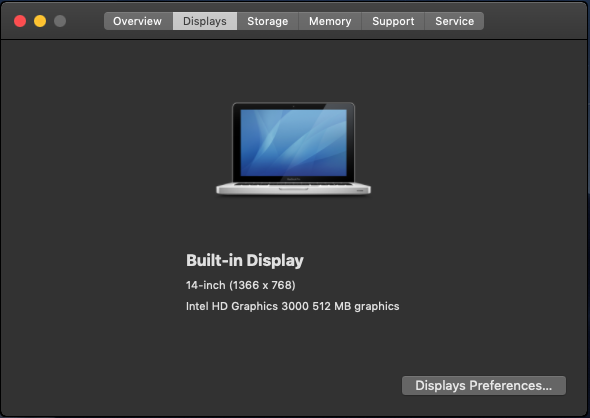 Overview Displays Storage Memory Support Service
Built-in Display
14-inch (1366 x 768)
Intel HD Graphics 3000 512 MB graphics
Displays Preferences...